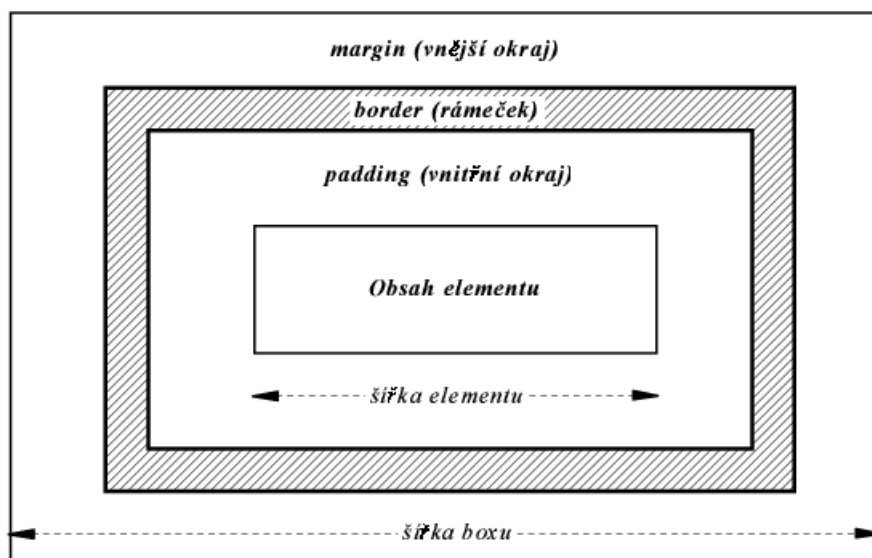 margin (vnější okraj)
border (rámeček)
padding (vnitřní okraj)
Obsah elementu
šířka elementu
šířka boxu